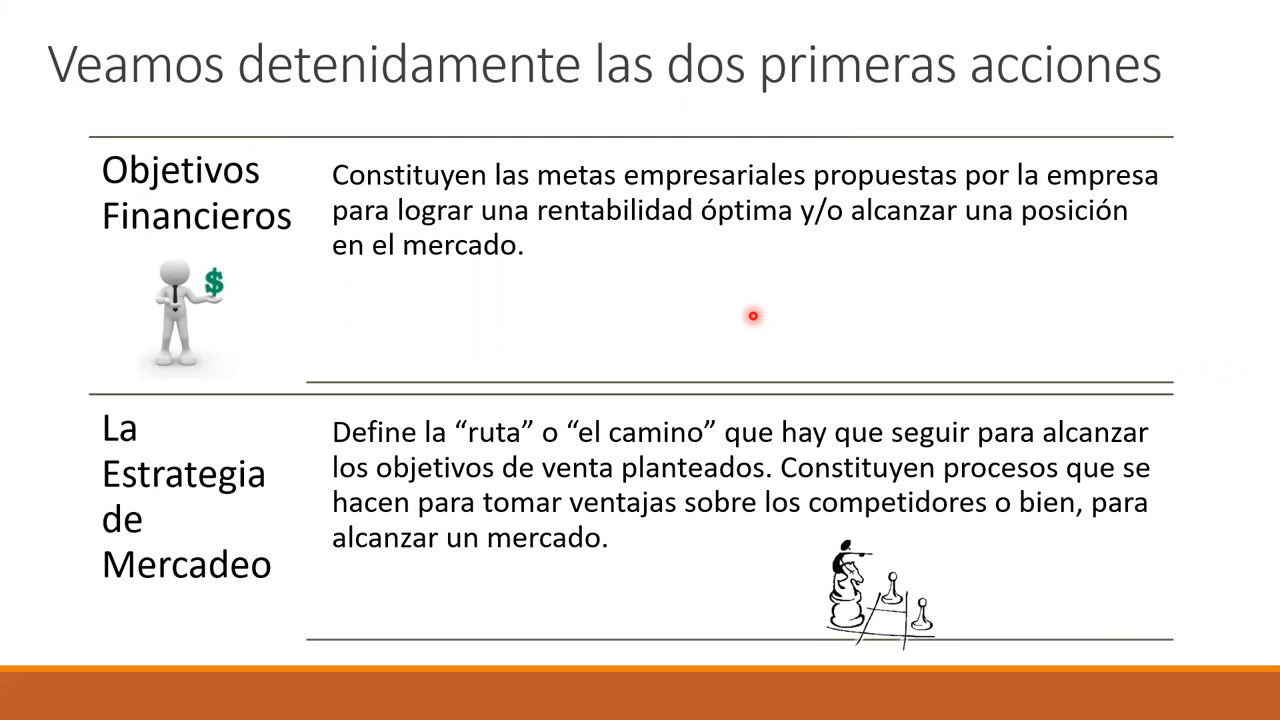 Veamos detenidamente las dos primeras acciones
Objetivos
Financieros
Constituyen las metas empresariales propuestas por la empresa
para lograr una rentabilidad óptima y/o alcanzar una posición
en el mercado.
$
La
Estrategia
de
Mercadeo
Define la “ruta” o “el camino” que hay que seguir para alcanzar
los objetivos de venta planteados. Constituyen procesos que se
hacen para tomar ventajas sobre los competidores o bien, para
alcanzar un mercado.